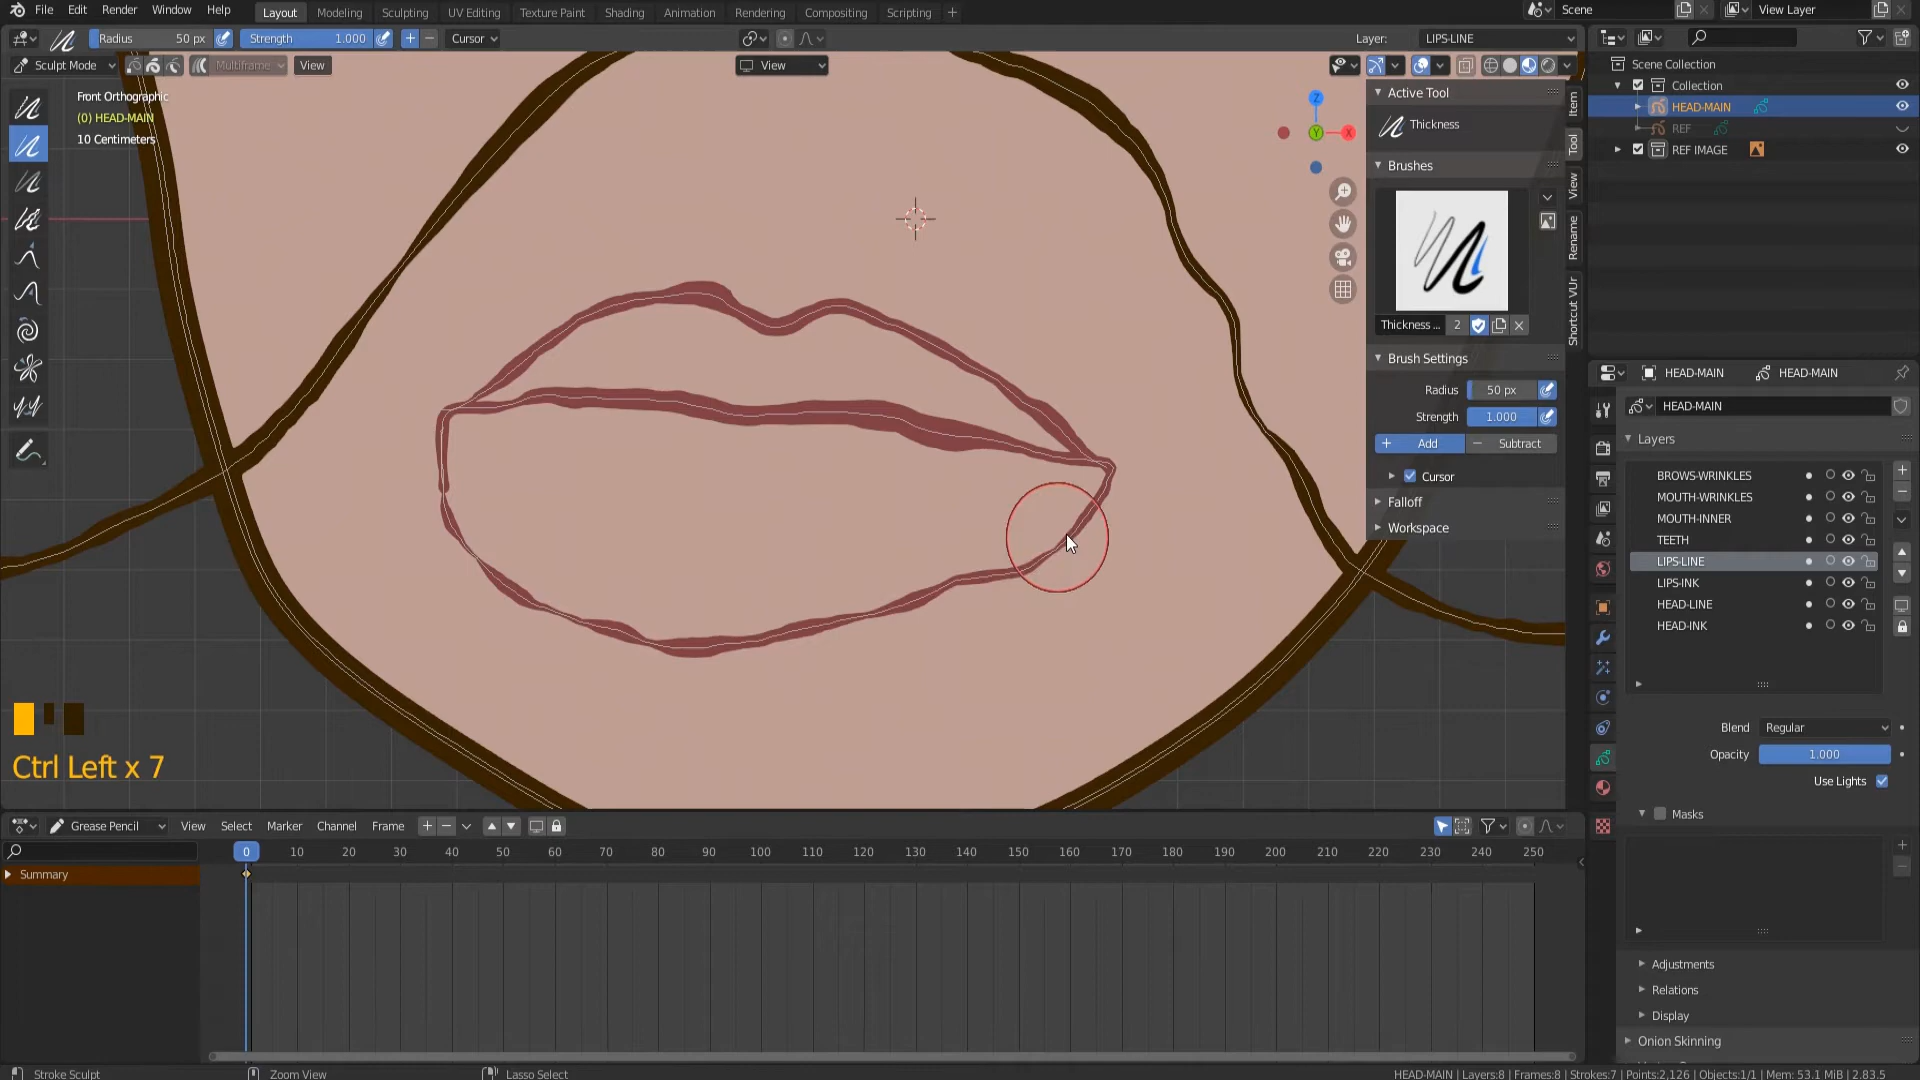 File Edit Render Window Help Layout Modeling Sculpting UV Editing Texture Paint Shading Animation Rendering Compositing Scripting + Scene View Layer
Radius 50 px Strength 1.000 Cursor Layer: LIPS-LINE
Sculpt Mode Multiframe View View
Front Orthographic
(0) HEAD-MAIN
10 Centimeters
Z
Y
X
Active Tool
Thickness
Brushes
Thickness ... 2
Brush Settings
Radius 50 px
Strength 1.000
+ Add − Subtract
Cursor
Falloff
Workspace
Item
Tool
View
Rename
Shortcut VUr
Scene Collection
Collection
HEAD-MAIN
REF
REF IMAGE
HEAD-MAIN HEAD-MAIN
HEAD-MAIN
Layers
BROWS-WRINKLES
MOUTH-WRINKLES
MOUTH-INNER
TEETH
LIPS-LINE
LIPS-INK
HEAD-LINE
HEAD-INK
Blend Regular
Opacity 1.000
Use Lights
Masks
Adjustments
Relations
Display
Onion Skinning
Ctrl Left x 7
Grease Pencil View Select Marker Channel Frame
0 10 20 30 40 50 60 70 80 90 100 110 120 130 140 150 160 170 180 190 200 210 220 230 240 250
Summary
Stroke Sculpt Zoom View Lasso Select HEAD-MAIN | Layers:8 | Frames:8 | Strokes:7 | Points:2,126 | Objects:1/1 | Mem: 53.1 MiB | 2.83.5